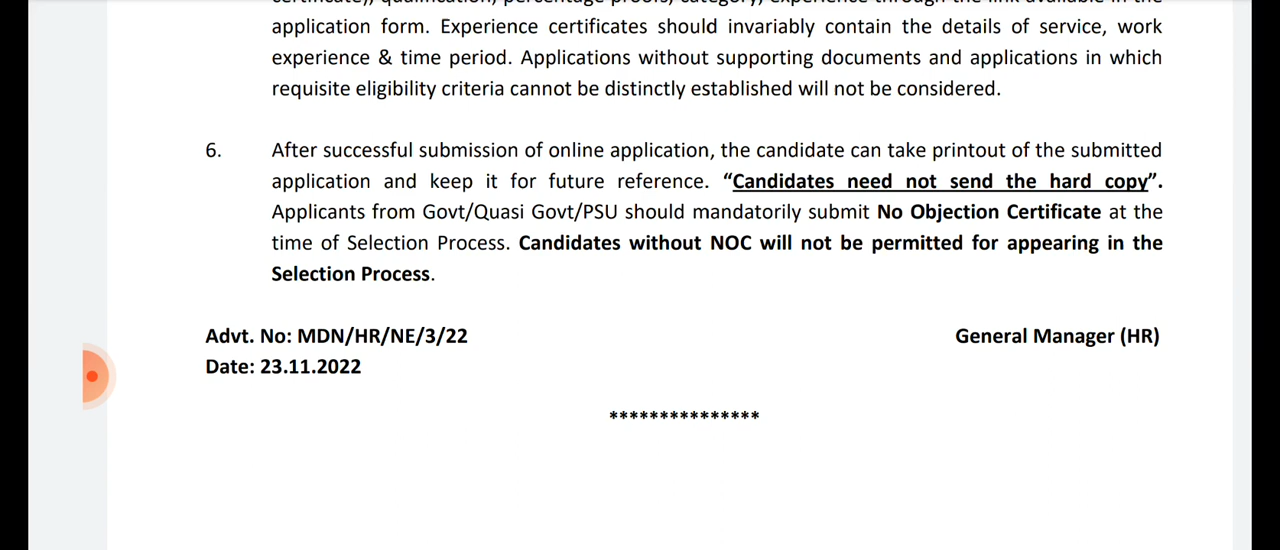 application form. Experience certificates should invariably contain the details of service, work
experience & time period. Applications without supporting documents and applications in which
requisite eligibility criteria cannot be distinctly established will not be considered.
6. After successful submission of online application, the candidate can take printout of the submitted
application and keep it for future reference. “Candidates need not send the hard copy”.
Applicants from Govt/Quasi Govt/PSU should mandatorily submit No Objection Certificate at the
time of Selection Process. Candidates without NOC will not be permitted for appearing in the
Selection Process.
Advt. No: MDN/HR/NE/3/22 General Manager (HR)
Date: 23.11.2022
***************